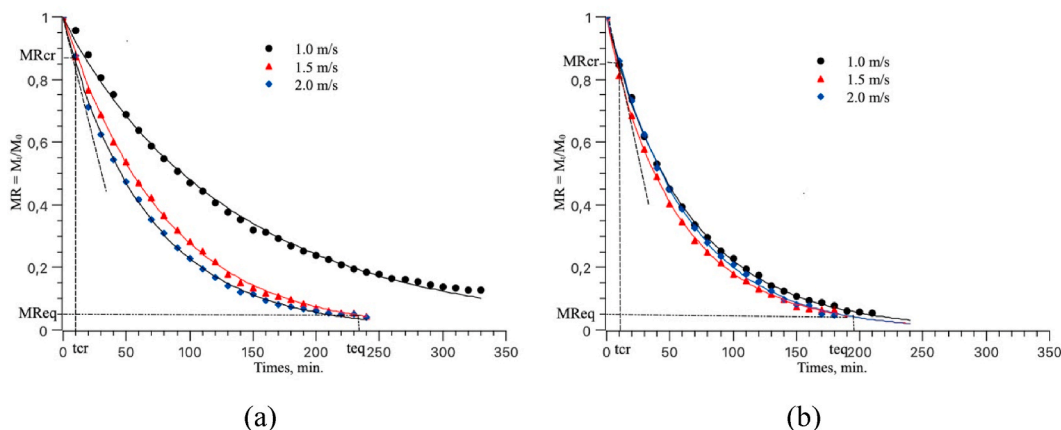 1
MRcr
0,8
0,6
0,4
0,2
MReq
0
MR = Mt/M0
1.0 m/s
1.5 m/s
2.0 m/s
0 tcr 50 100 150 200 teq 240 300 350
Times, min.
(a)
1
MRcr
0,8
0,6
0,4
0,2
MReq
0
MR = Mt/M0
1.0 m/s
1.5 m/s
2.0 m/s
0 tcr 50 100 150 teq 200 250 300 350
Times, min.
(b)